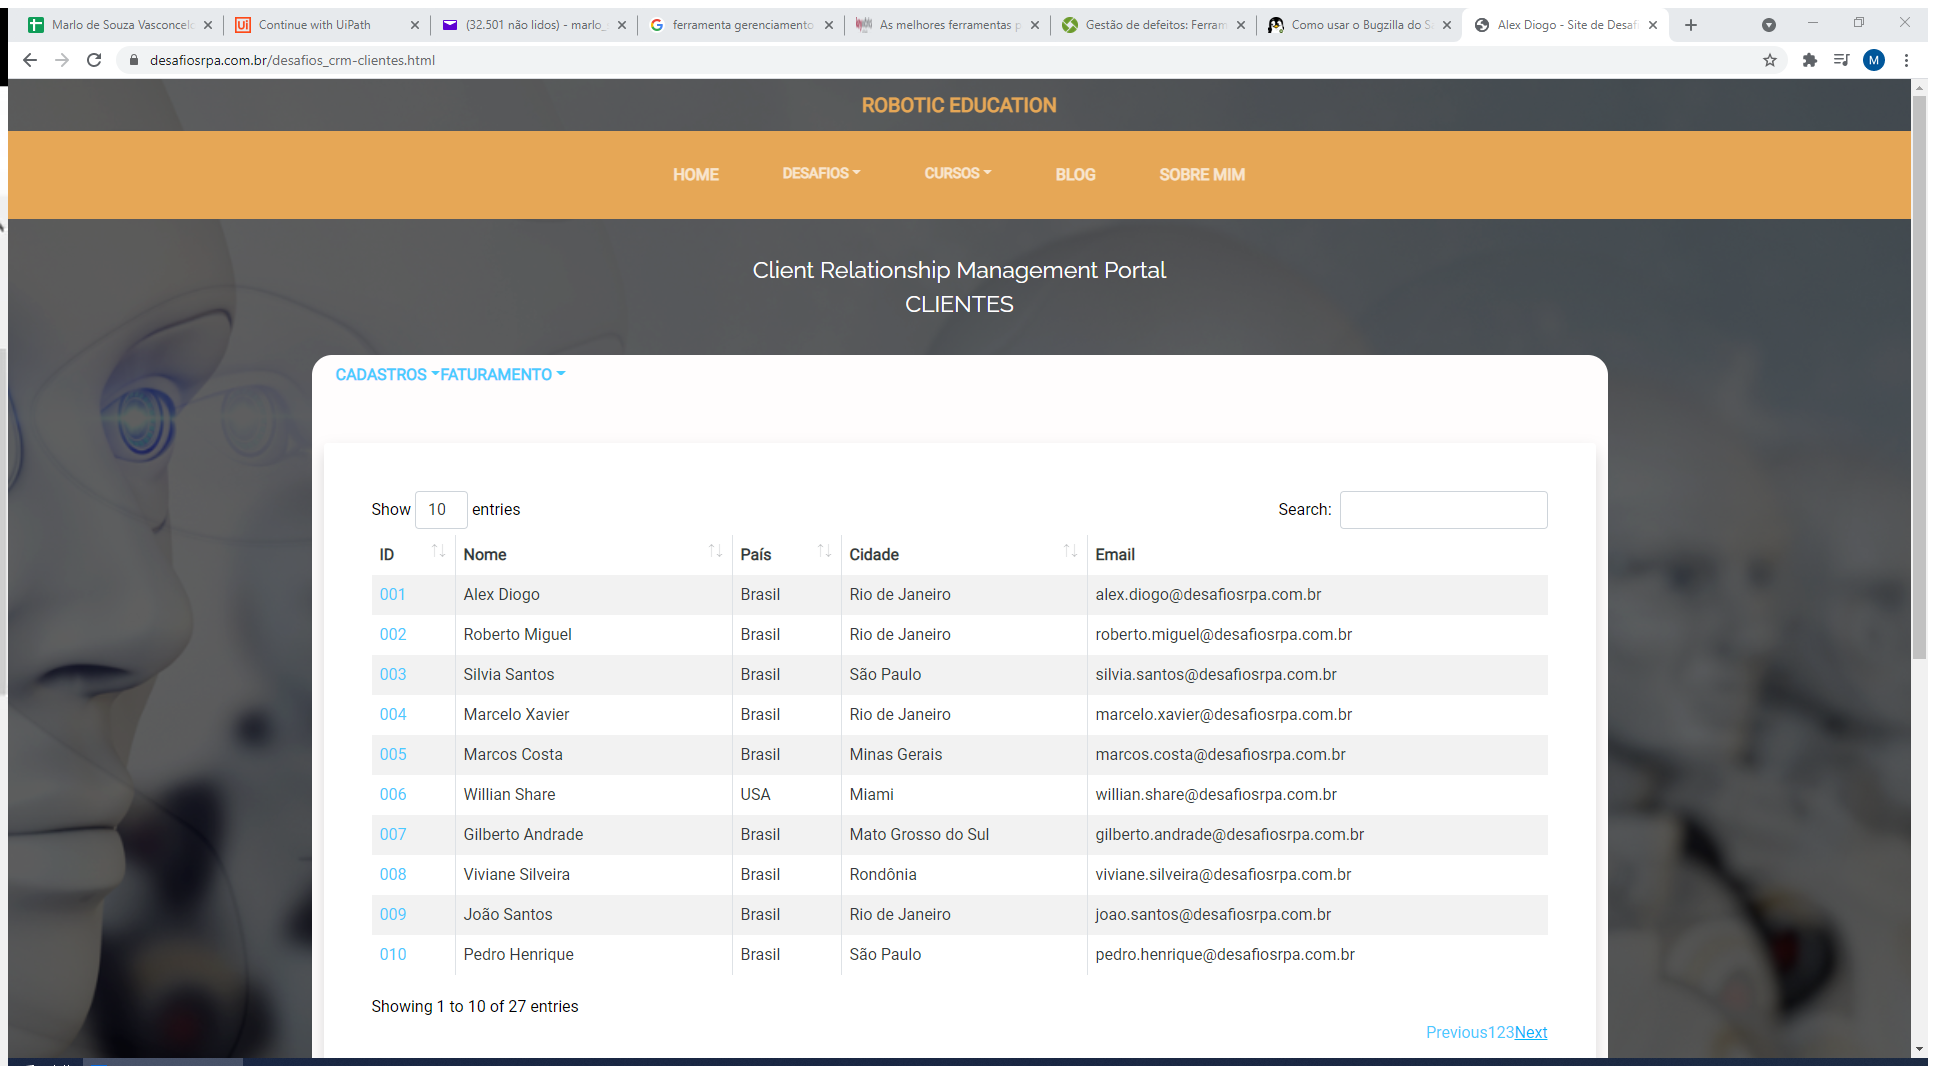 Marlo de Souza Vasconcel
Continue with UiPath
(32.501 não lidos) - marlo_
ferramenta gerenciamento
As melhores ferramentas p
Gestão de defeitos: Ferram
Como usar o Bugzilla do S
Alex Diogo - Site de Desaf
desafiosrpa.com.br/desafios_crm-clientes.html
M
ROBOTIC EDUCATION
HOME DESAFIOS CURSOS BLOG SOBRE MIM
Client Relationship Management Portal
CLIENTES
CADASTROS FATURAMENTO
Show 10 entries Search:
ID Nome País Cidade Email
001 Alex Diogo Brasil Rio de Janeiro alex.diogo@desafiosrpa.com.br
002 Roberto Miguel Brasil Rio de Janeiro roberto.miguel@desafiosrpa.com.br
003 Silvia Santos Brasil São Paulo silvia.santos@desafiosrpa.com.br
004 Marcelo Xavier Brasil Rio de Janeiro marcelo.xavier@desafiosrpa.com.br
005 Marcos Costa Brasil Minas Gerais marcos.costa@desafiosrpa.com.br
006 Willian Share USA Miami willian.share@desafiosrpa.com.br
007 Gilberto Andrade Brasil Mato Grosso do Sul gilberto.andrade@desafiosrpa.com.br
008 Viviane Silveira Brasil Rondônia viviane.silveira@desafiosrpa.com.br
009 João Santos Brasil Rio de Janeiro joao.santos@desafiosrpa.com.br
010 Pedro Henrique Brasil São Paulo pedro.henrique@desafiosrpa.com.br
Showing 1 to 10 of 27 entries
Previous123Next